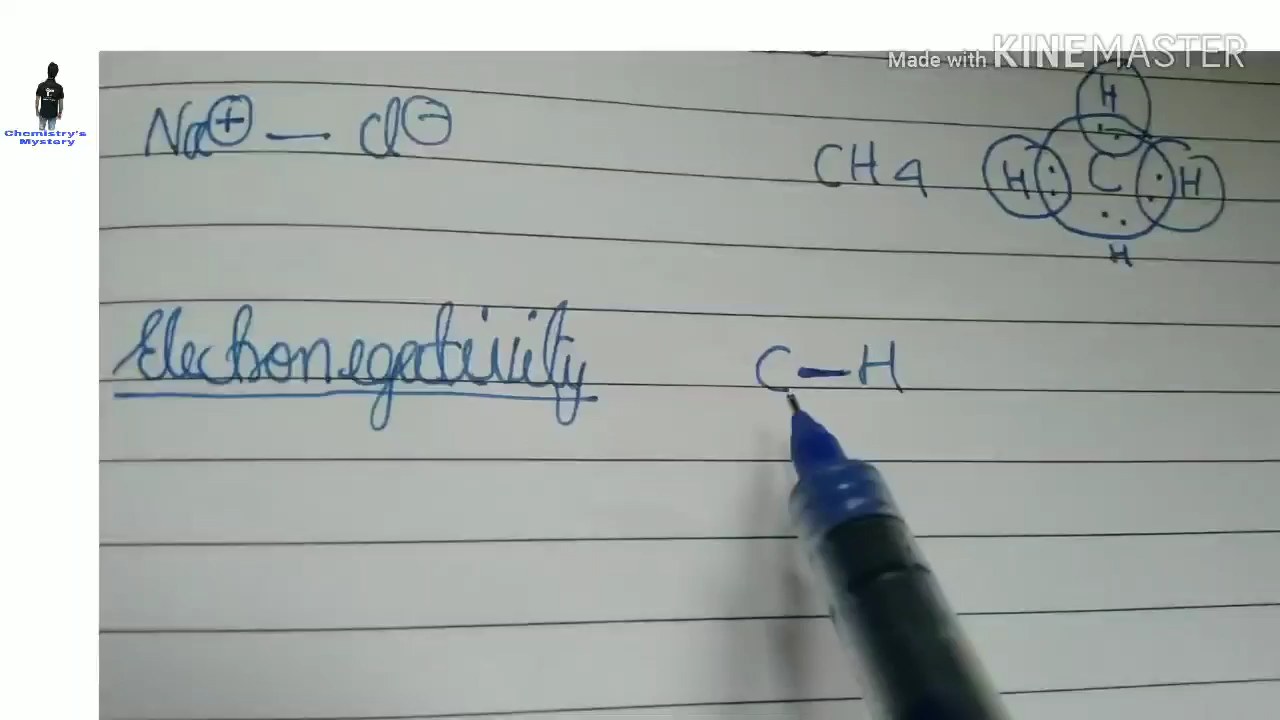 Made with KINEMASTER
Chemistry's
Mystery
Na⊕ — Cl⊖
CH4
H
H : C : H
H
Electronegativity
C — H